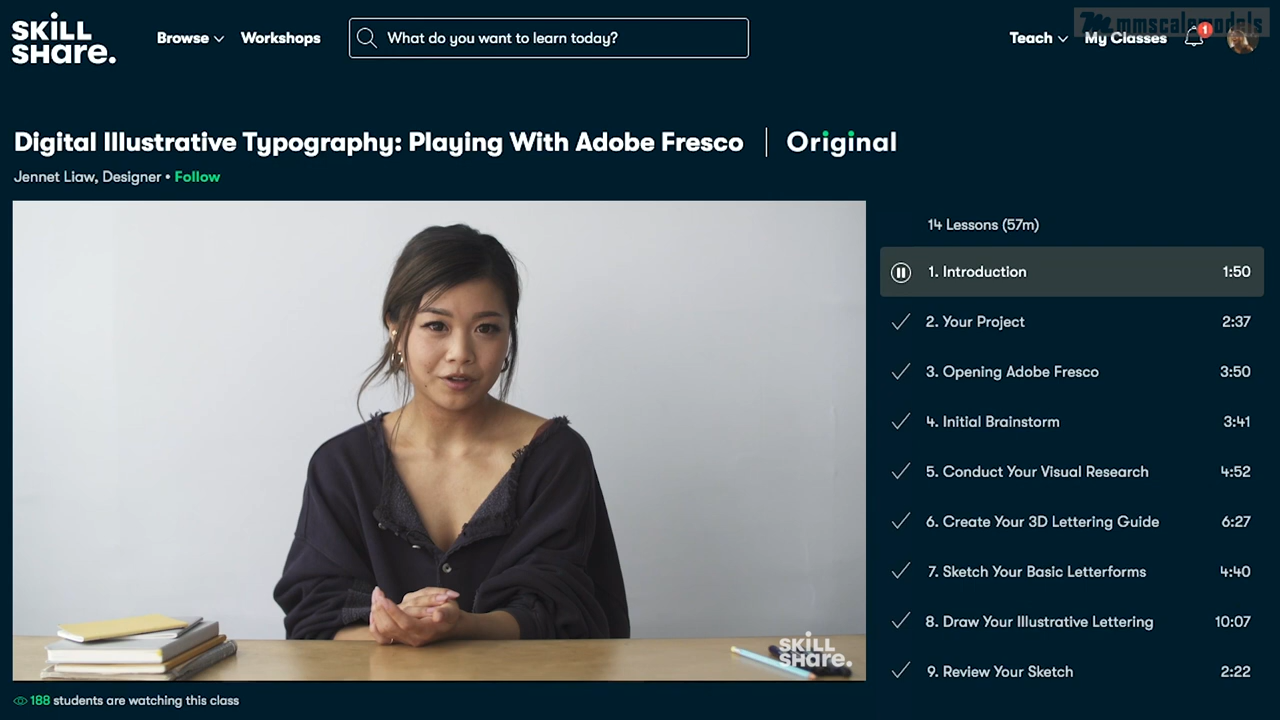 SKILL
SHARE.
Browse
Workshops
What do you want to learn today?
Teach
My Classes
1
mmscalemodels
Digital Illustrative Typography: Playing With Adobe Fresco | Original
Jennet Liaw, Designer • Follow
14 Lessons (57m)
1. Introduction 1:50
2. Your Project 2:37
3. Opening Adobe Fresco 3:50
4. Initial Brainstorm 3:41
5. Conduct Your Visual Research 4:52
6. Create Your 3D Lettering Guide 6:27
7. Sketch Your Basic Letterforms 4:40
8. Draw Your Illustrative Lettering 10:07
9. Review Your Sketch 2:22
SKILL
SHARE.
188 students are watching this class